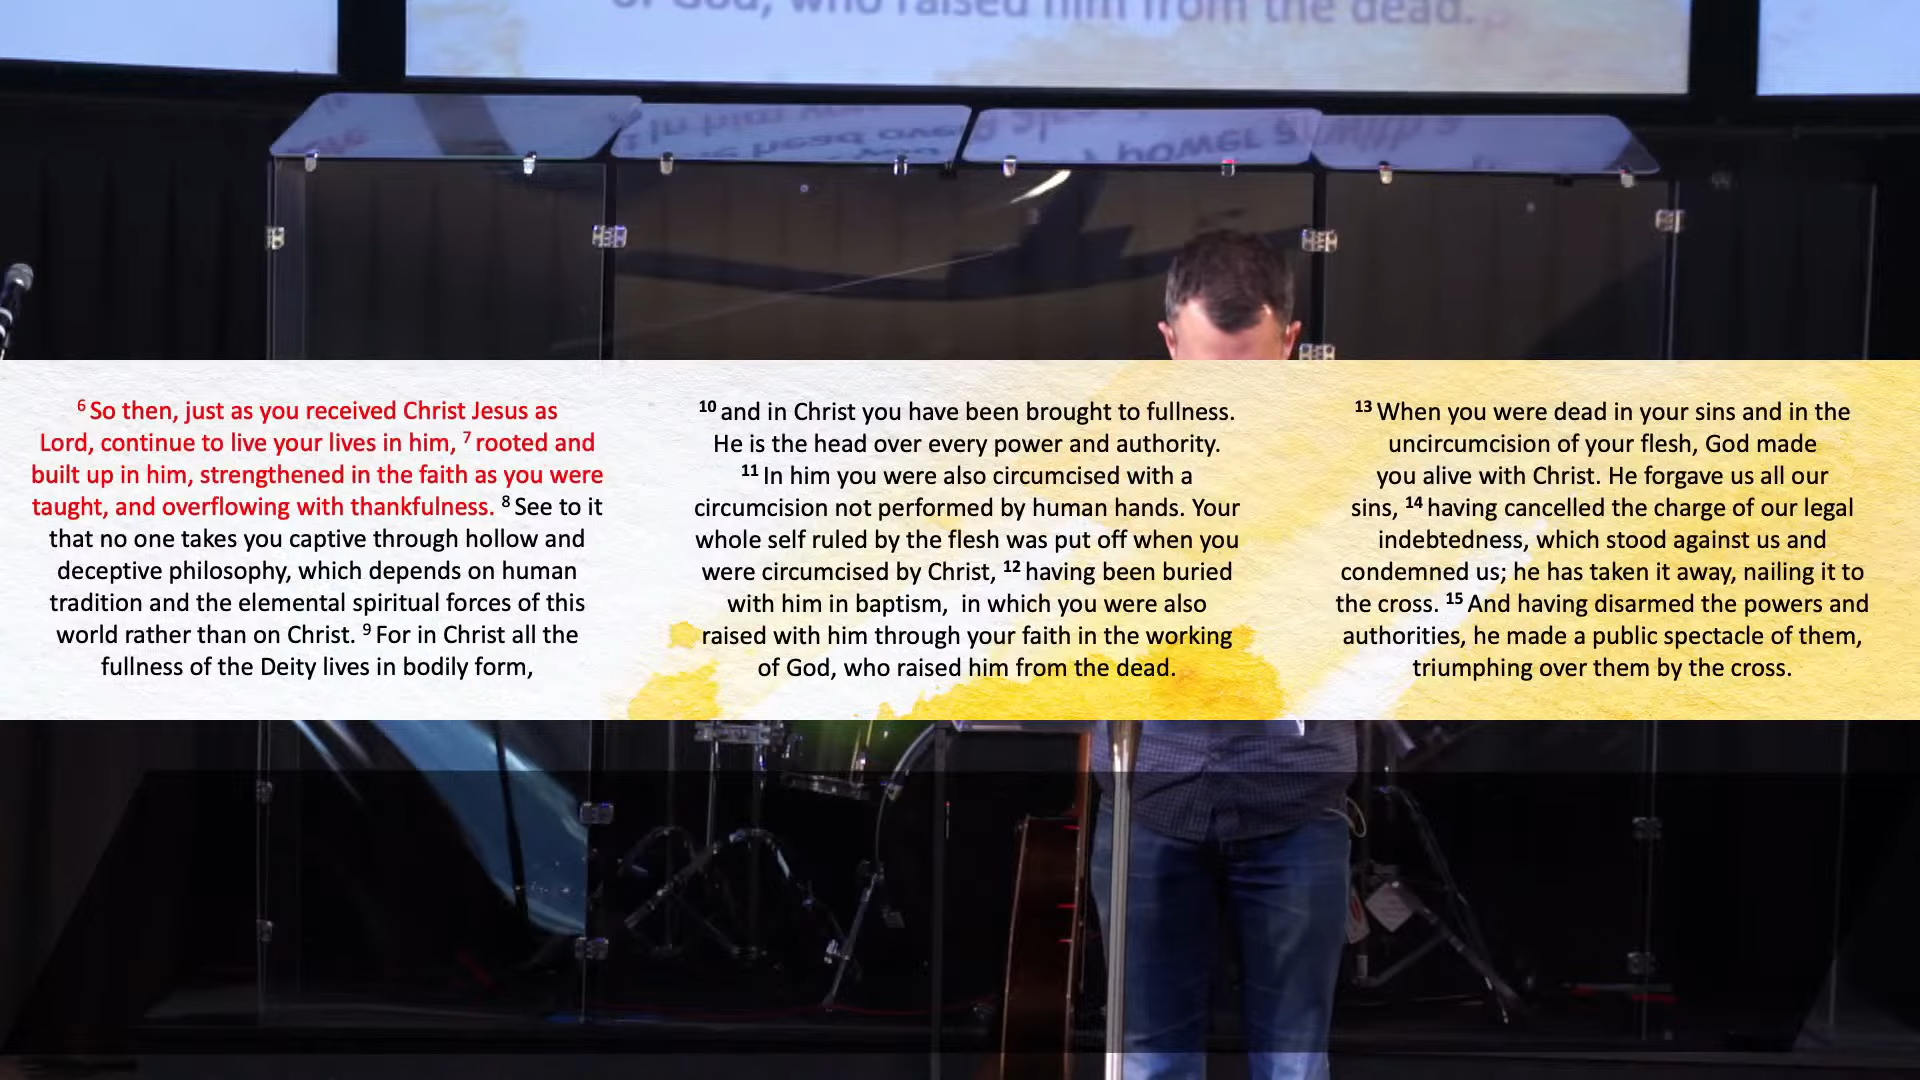 of God, who raised him from the dead.
⁶ So then, just as you received Christ Jesus as
Lord, continue to live your lives in him, ⁷ rooted and
built up in him, strengthened in the faith as you were
taught, and overflowing with thankfulness. ⁸ See to it
that no one takes you captive through hollow and
deceptive philosophy, which depends on human
tradition and the elemental spiritual forces of this
world rather than on Christ. ⁹ For in Christ all the
fullness of the Deity lives in bodily form,
¹⁰ and in Christ you have been brought to fullness.
He is the head over every power and authority.
¹¹ In him you were also circumcised with a
circumcision not performed by human hands. Your
whole self ruled by the flesh was put off when you
were circumcised by Christ, ¹² having been buried
with him in baptism,  in which you were also
raised with him through your faith in the working
of God, who raised him from the dead.
¹³ When you were dead in your sins and in the
uncircumcision of your flesh, God made
you alive with Christ. He forgave us all our
sins, ¹⁴ having cancelled the charge of our legal
indebtedness, which stood against us and
condemned us; he has taken it away, nailing it to
the cross. ¹⁵ And having disarmed the powers and
authorities, he made a public spectacle of them,
triumphing over them by the cross.